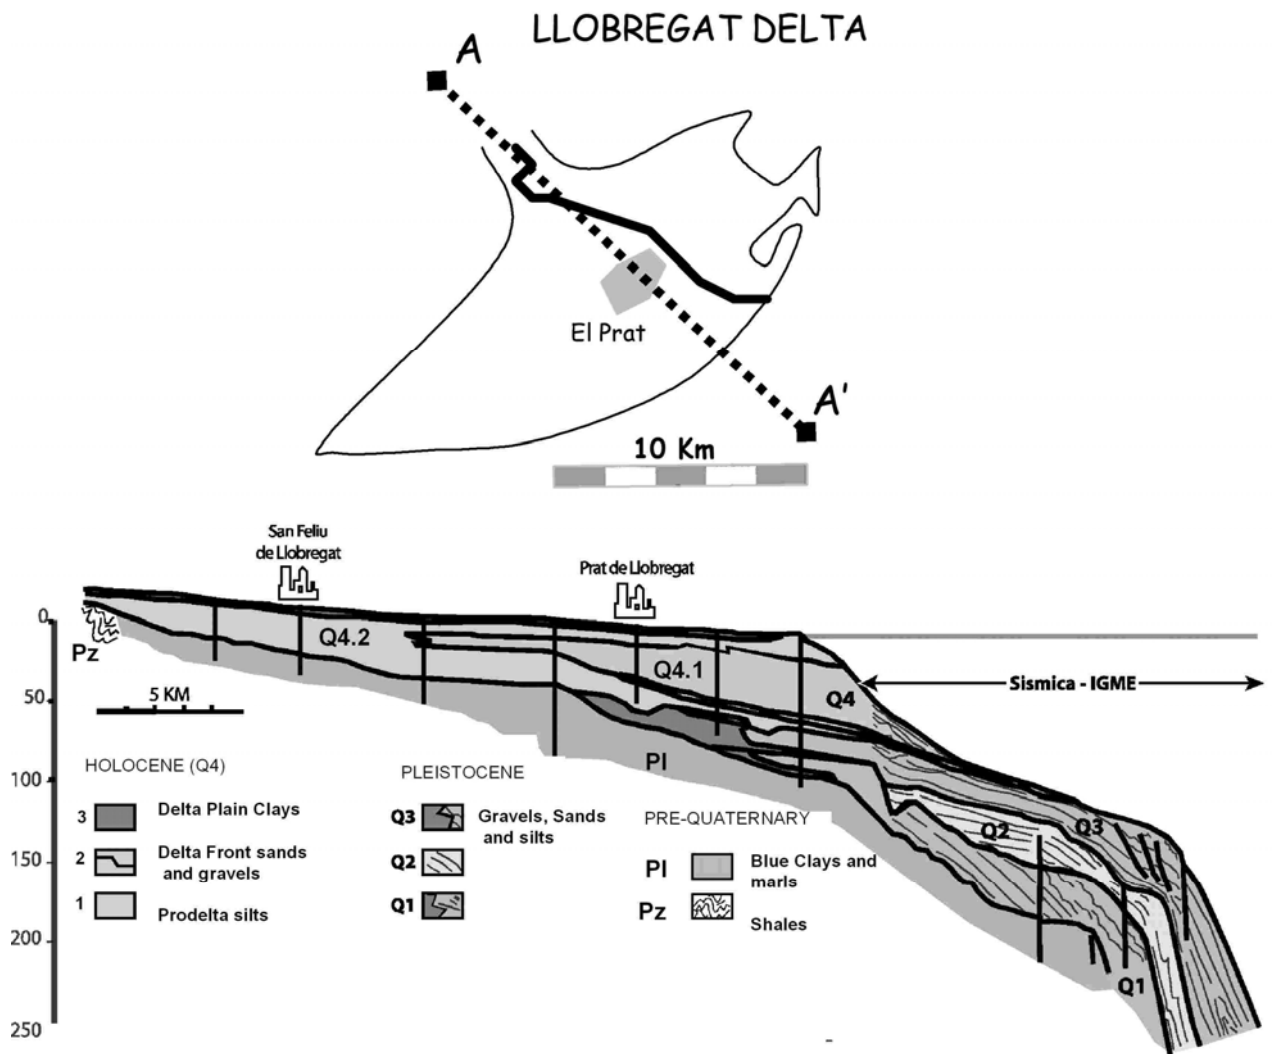 LLOBREGAT DELTA
A
El Prat
A'
10 Km
San Feliu
de Llobregat
Prat de Llobregat
0
Pz
Q4.2
Q4.1
Q4
Sismica - IGME
50
5 KM
Pl
100
HOLOCENE (Q4)
3 Delta Plain Clays
2 Delta Front sands
and gravels
1 Prodelta silts
PLEISTOCENE
Q3 Gravels, Sands
and silts
Q2
Q1
PRE-QUATERNARY
Pl Blue Clays and
marls
Pz Shales
Q2
Q3
Q1
150
200
250